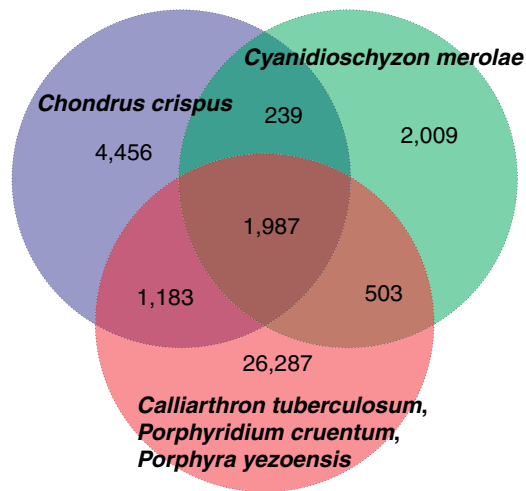 Cyanidioschyzon merolae
Chondrus crispus
239
4,456
2,009
1,987
1,183
503
26,287
Calliarthron tuberculosum,
Porphyridium cruentum,
Porphyra yezoensis